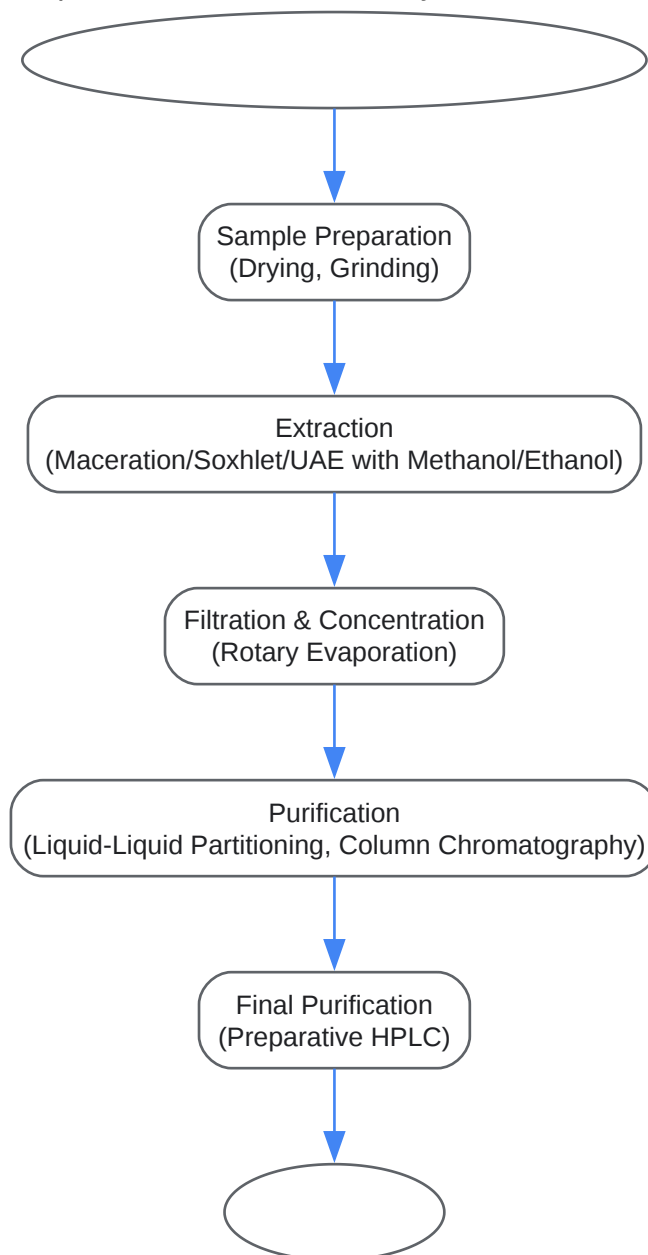 Sample Preparation
(Drying, Grinding)
Extraction
(Maceration/Soxhlet/UAE with Methanol/Ethanol)
Filtration & Concentration
(Rotary Evaporation)
Purification
(Liquid-Liquid Partitioning, Column Chromatography)
Final Purification
(Preparative HPLC)